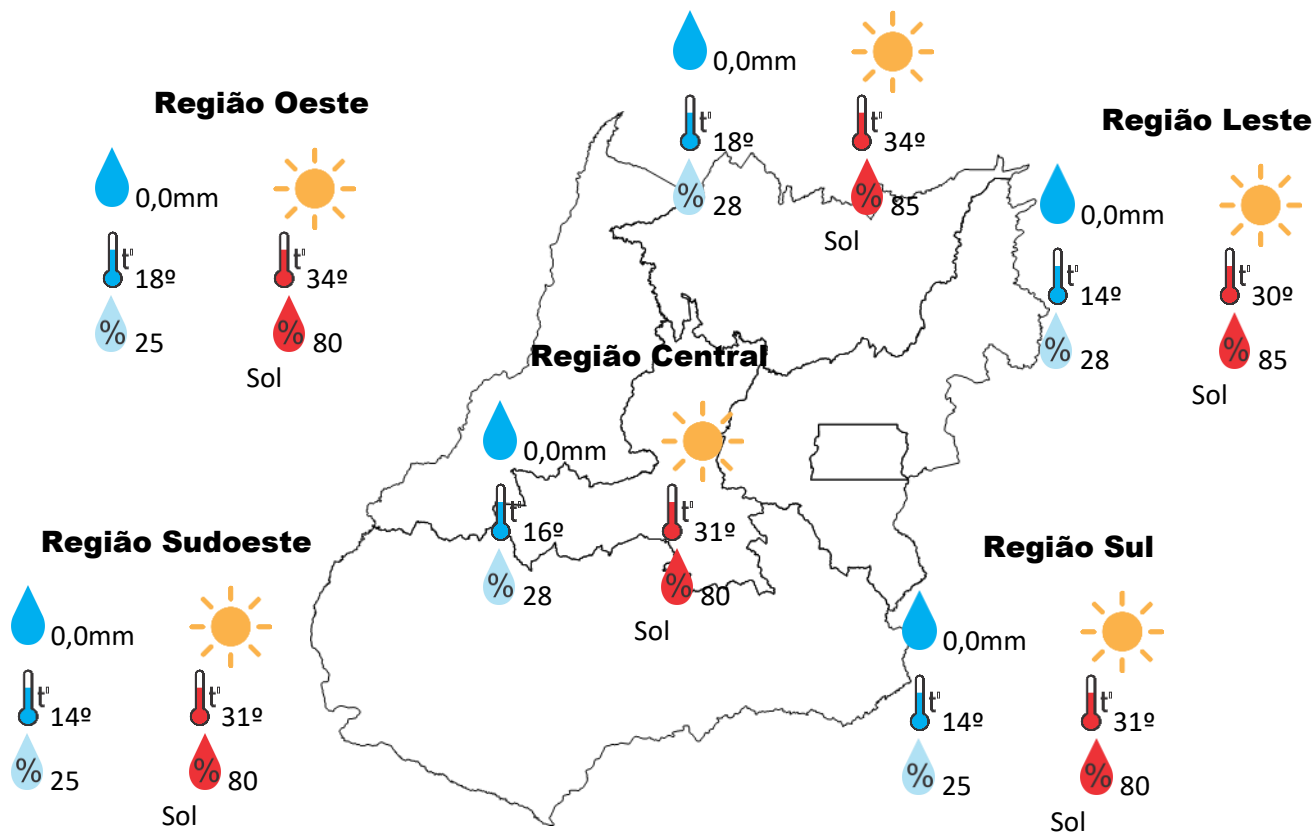 0,0mm
t°
18º
t°
34º
%
28
%
85
Sol
Região Oeste
0,0mm
t°
18º
t°
34º
%
25
%
80
Sol
Região Leste
0,0mm
t°
14º
t°
30º
%
28
%
85
Sol
Região Central
0,0mm
t°
16º
t°
31º
%
28
%
80
Sol
Região Sudoeste
0,0mm
t°
14º
t°
31º
%
25
%
80
Sol
Região Sul
0,0mm
t°
14º
t°
31º
%
25
%
80
Sol